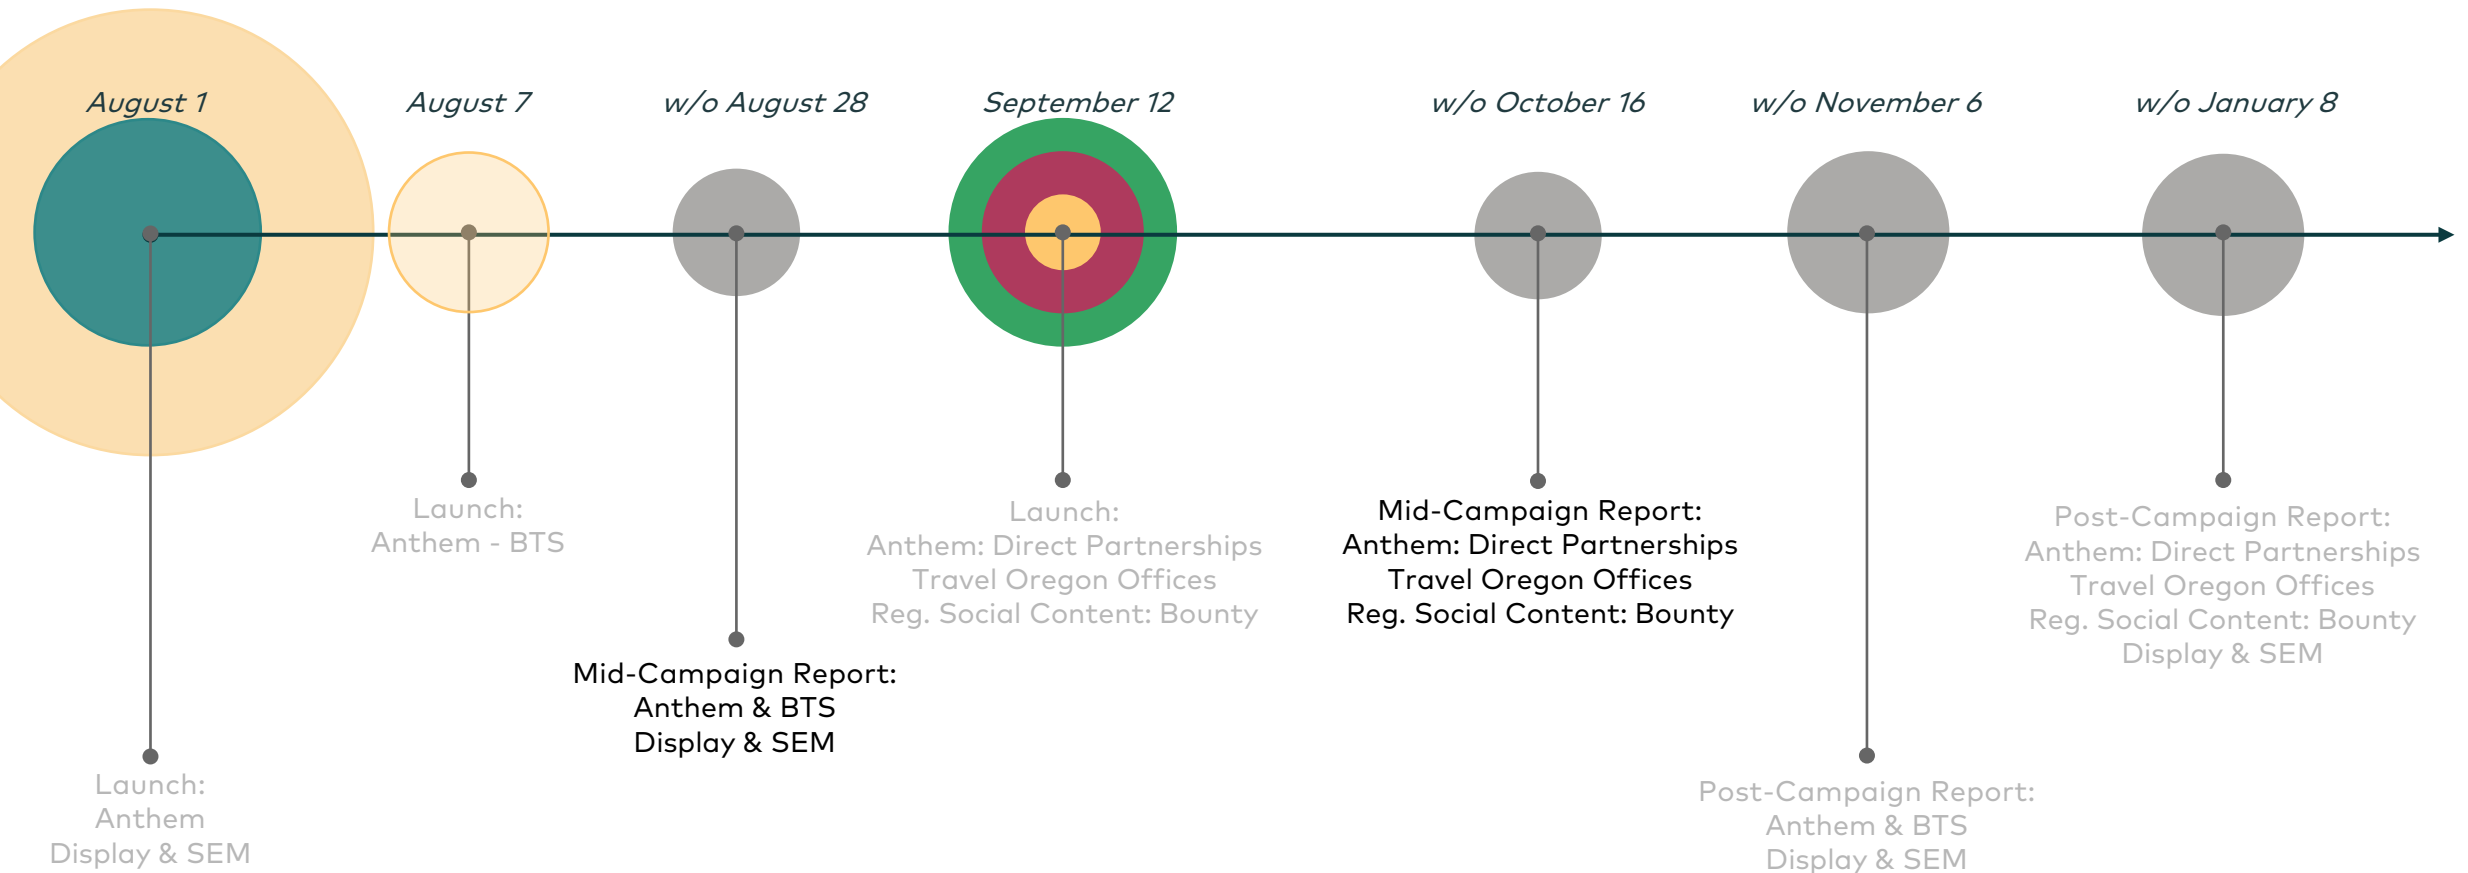 August 1
August 7
w/o August 28
September 12
w/o October 16
w/o November 6
w/o January 8
Launch:
Anthem
Display & SEM
Launch:
Anthem - BTS
Mid-Campaign Report:
Anthem & BTS
Display & SEM
Launch:
Anthem: Direct Partnerships
Travel Oregon Offices
Reg. Social Content: Bounty
Mid-Campaign Report:
Anthem: Direct Partnerships
Travel Oregon Offices
Reg. Social Content: Bounty
Post-Campaign Report:
Anthem & BTS
Display & SEM
Post-Campaign Report:
Anthem: Direct Partnerships
Travel Oregon Offices
Reg. Social Content: Bounty
Display & SEM